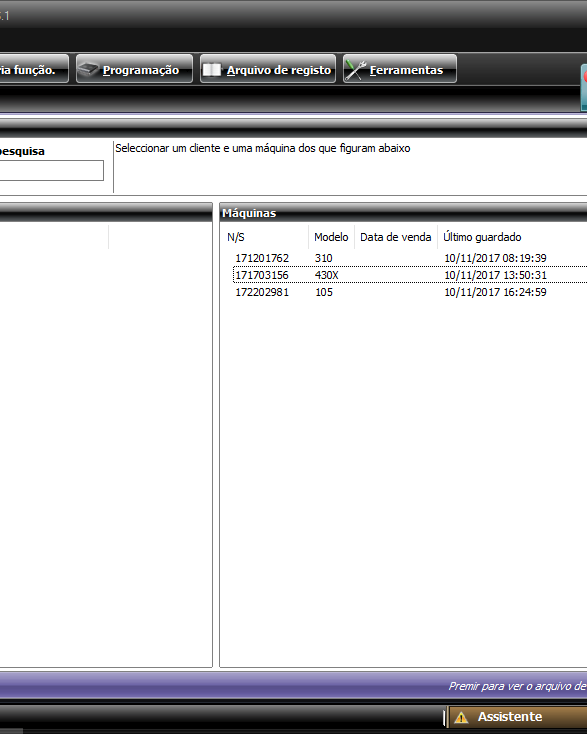 .1
ria função.
Programação
Arquivo de registo
Ferramentas
pesquisa
Seleccionar um cliente e uma máquina dos que figuram abaixo
Máquinas
N/S Modelo Data de venda Último guardado
171201762 310 10/11/2017 08:19:39
171703156 430X 10/11/2017 13:50:31
172202981 105 10/11/2017 16:24:59
Premir para ver o arquivo de
Assistente